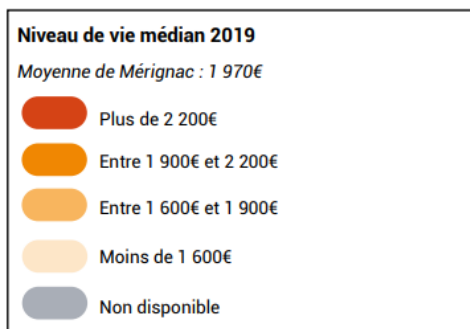 Niveau de vie médian 2019
Moyenne de Mérignac : 1 970€
Plus de 2 200€
Entre 1 900€ et 2 200€
Entre 1 600€ et 1 900€
Moins de 1 600€
Non disponible